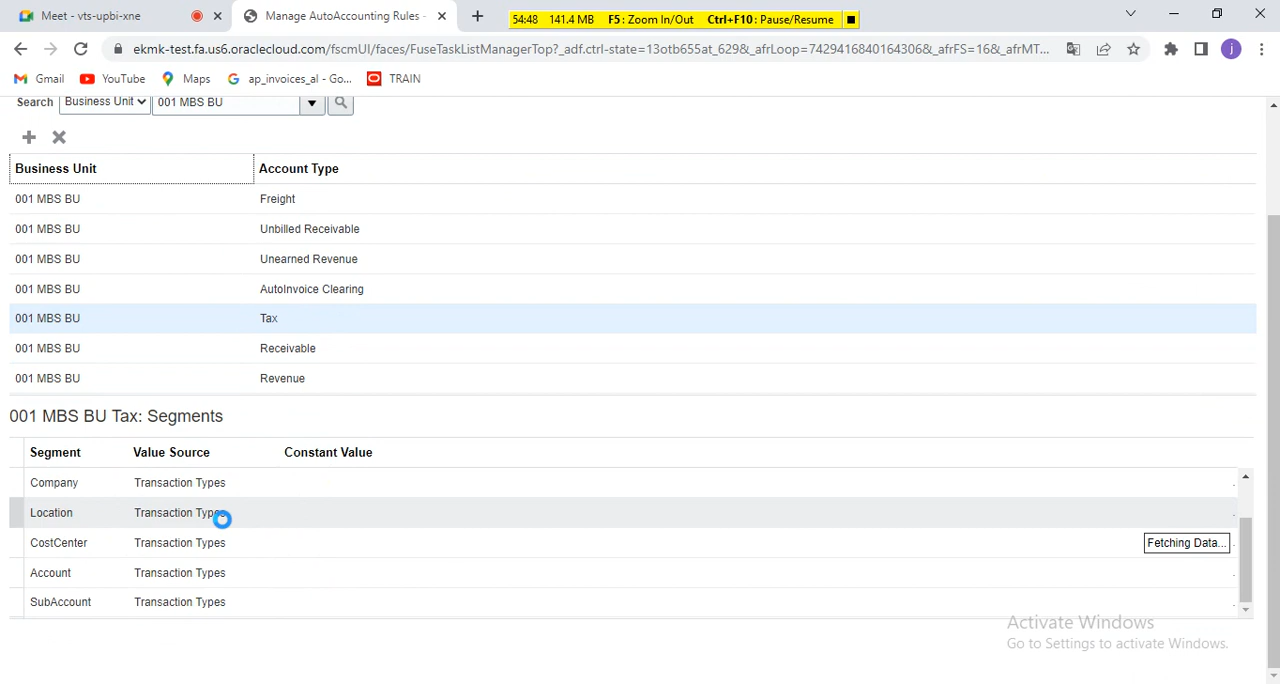 Meet - vts-upbi-xne
Manage AutoAccounting Rules -
54:48 141.4 MB F5: Zoom In/Out Ctrl+F10: Pause/Resume
ekmk-test.fa.us6.oraclecloud.com/fscmUI/faces/FuseTaskListManagerTop?_adf.ctrl-state=13otb655at_629&_afrLoop=74294168401643​06&_afrFS=16&_afrMT...
j
Gmail YouTube Maps ap_invoices_al - Go... TRAIN
Search Business Unit 001 MBS BU
Business Unit Account Type
001 MBS BU Freight
001 MBS BU Unbilled Receivable
001 MBS BU Unearned Revenue
001 MBS BU AutoInvoice Clearing
001 MBS BU Tax
001 MBS BU Receivable
001 MBS BU Revenue
001 MBS BU Tax: Segments
Segment Value Source Constant Value
Company Transaction Types
Location Transaction Types
CostCenter Transaction Types Fetching Data...
Account Transaction Types
SubAccount Transaction Types
Activate Windows
Go to Settings to activate Windows.